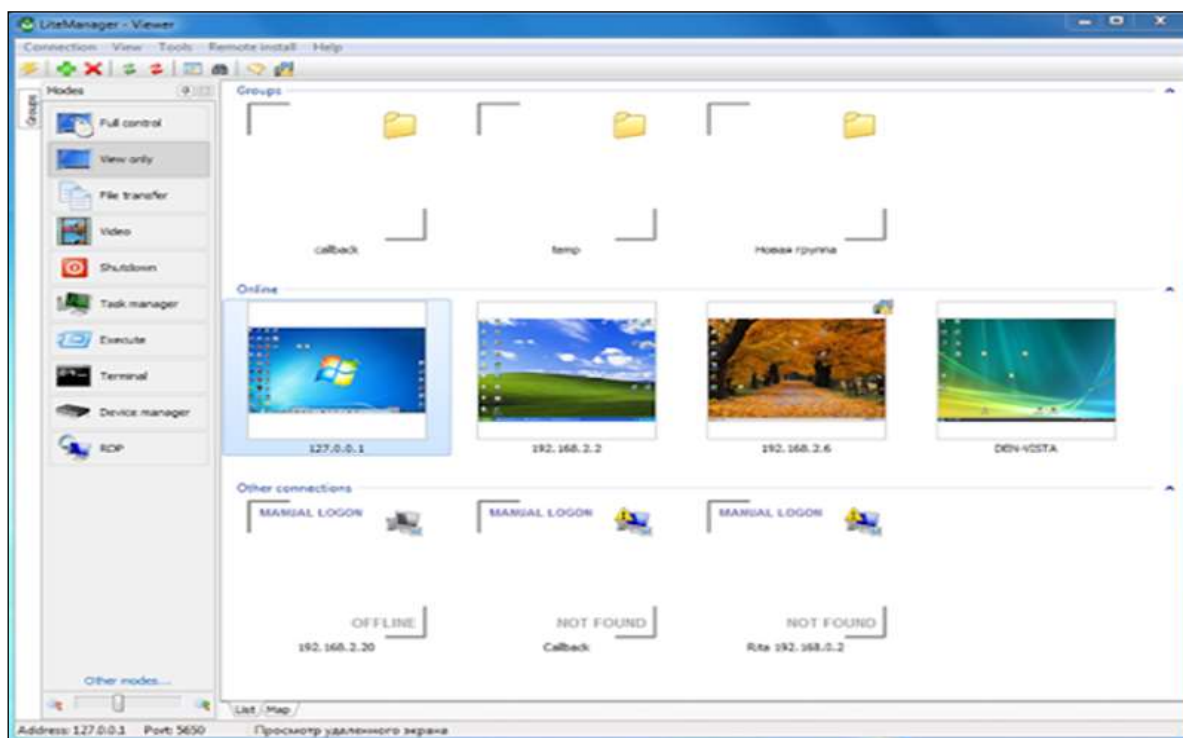 LiteManager - Viewer
Connection View Tools Remote install Help
Groups
Modes
Full control
View only
File transfer
Video
Shutdown
Task manager
Execute
Terminal
Device manager
RDP
Other modes...
Groups
callback temp Новая группа
Online
127.0.0.1 192.168.2.2 192.168.2.6 DEN-VISTA
Other connections
MANUAL LOGON MANUAL LOGON MANUAL LOGON
OFFLINE NOT FOUND NOT FOUND
192.168.2.20 Callback Rita 192.168.0.2
List Map
Address: 127.0.0.1 Port: 5650 Просмотр удаленного экрана